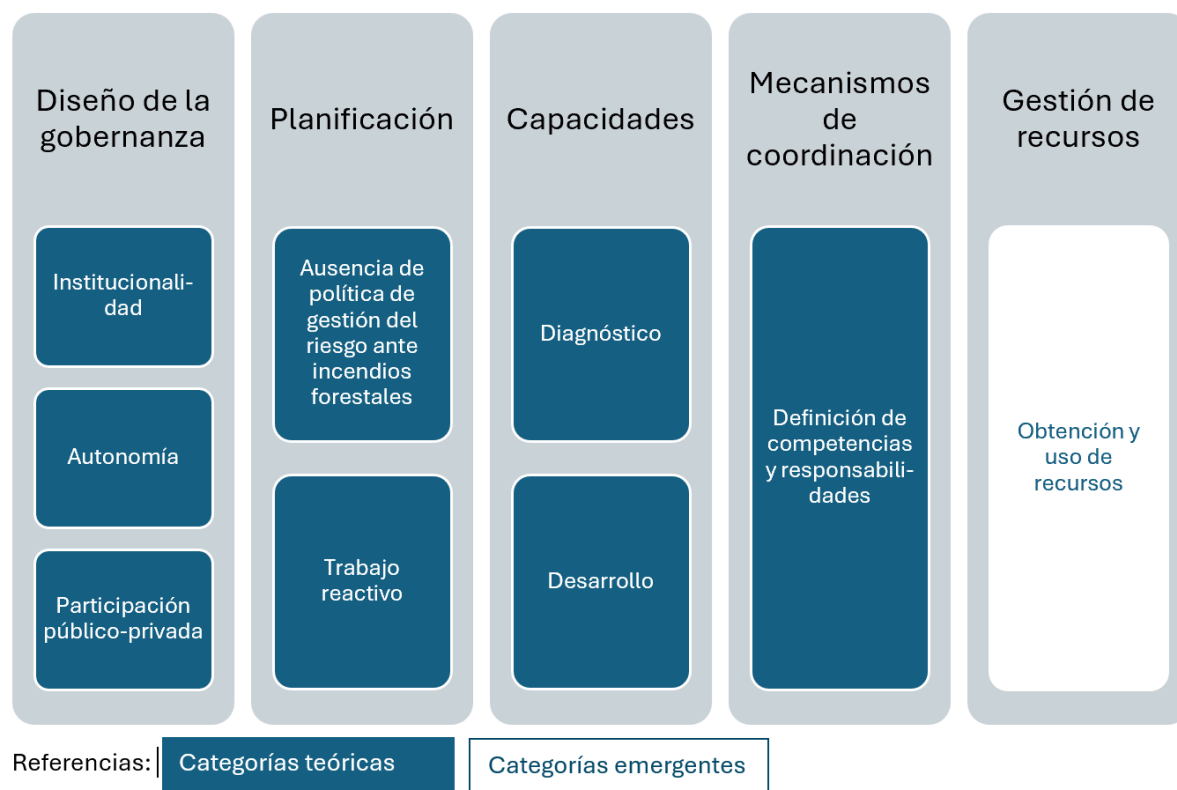 Diseño de la
gobernanza
Institucionali-
dad
Autonomía
Participación
público-privada
Planificación
Ausencia de
política de
gestión del
riesgo ante
incendios
forestales
Trabajo
reactivo
Capacidades
Diagnóstico
Desarrollo
Mecanismos
de
coordinación
Definición de
competencias
y responsabili-
dades
Gestión de
recursos
Obtención y
uso de
recursos
Referencias:
Categorías teóricas
Categorías emergentes